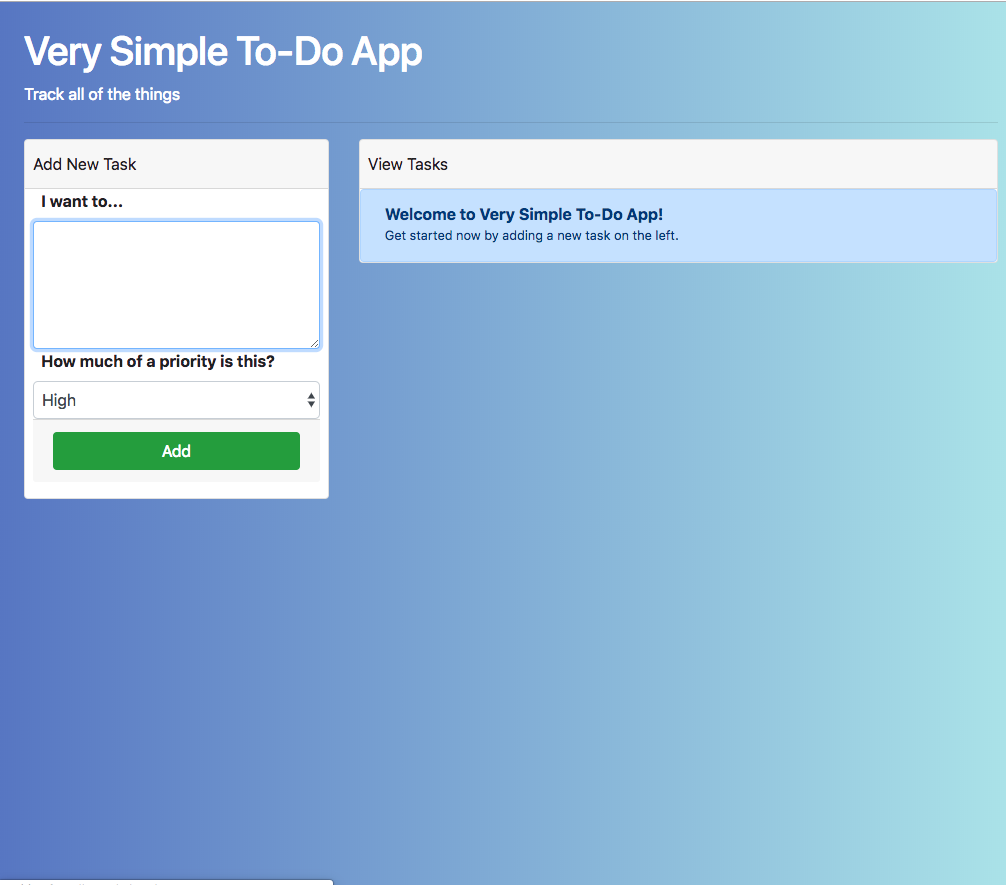 Very Simple To-Do App
Track all of the things
Add New Task
I want to...
How much of a priority is this?
High
Add
View Tasks
Welcome to Very Simple To-Do App!
Get started now by adding a new task on the left.